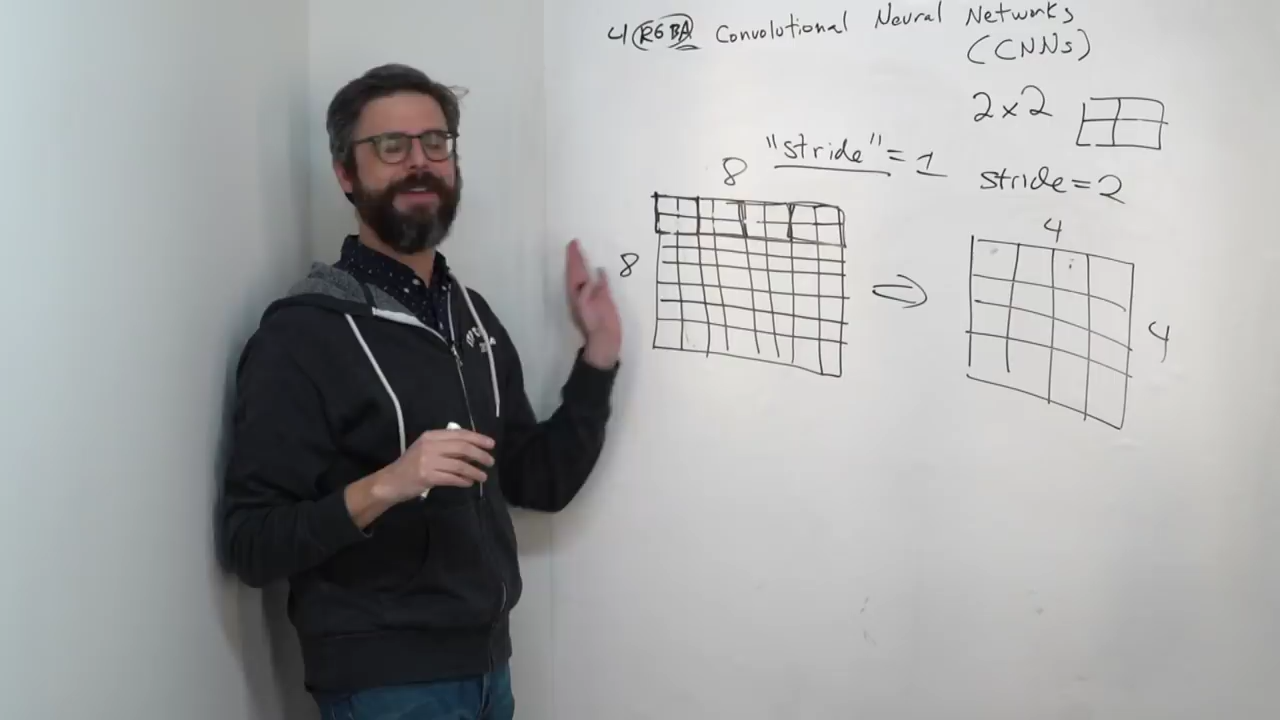 4 RGBA Convolutional Neural Networks
(CNNs)
2x2
"stride" = 1
stride = 2
8
8
4
4